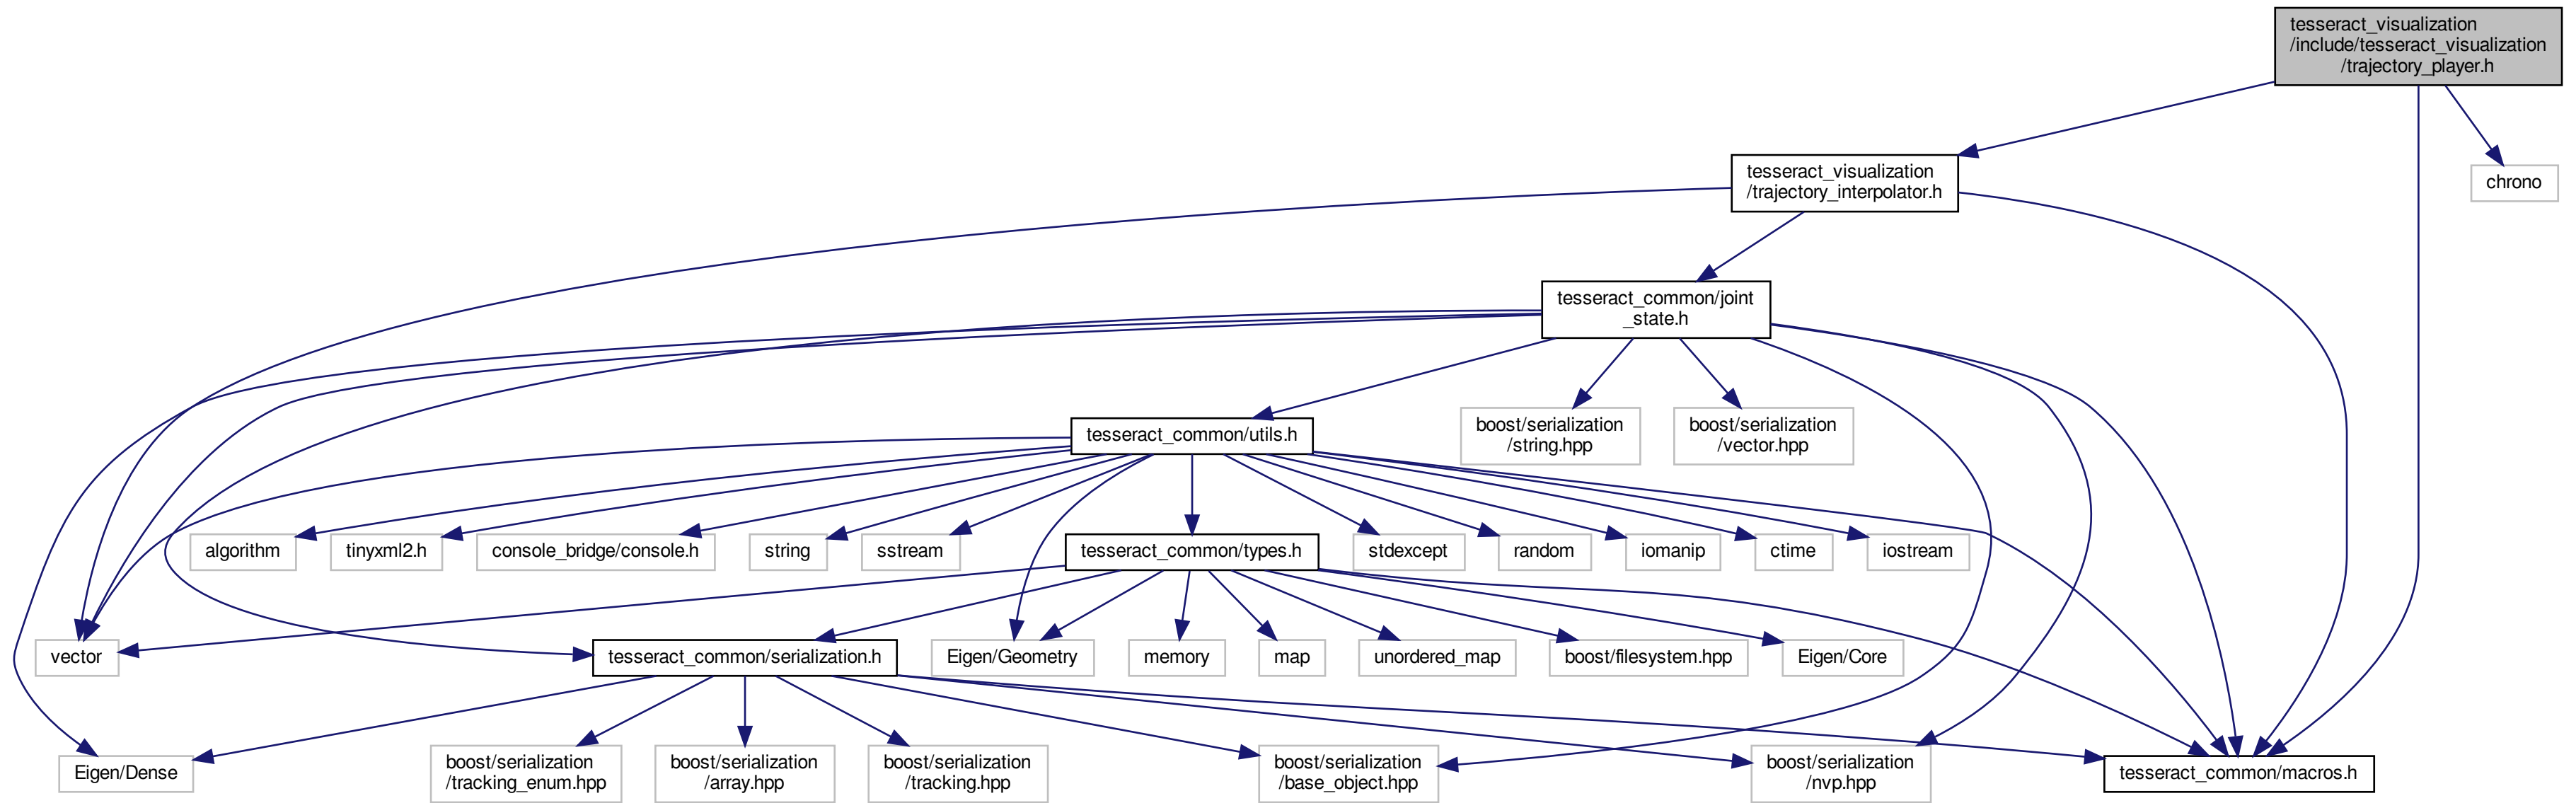 tesseract_visualization
/include/tesseract_visualization
/trajectory_player.h
tesseract_visualization
/trajectory_interpolator.h
chrono
tesseract_common/joint
_state.h
tesseract_common/utils.h
boost/serialization
/string.hpp
boost/serialization
/vector.hpp
algorithm
tinyxml2.h
console_bridge/console.h
string
sstream
tesseract_common/types.h
stdexcept
random
iomanip
ctime
iostream
vector
tesseract_common/serialization.h
Eigen/Geometry
memory
map
unordered_map
boost/filesystem.hpp
Eigen/Core
Eigen/Dense
boost/serialization
/tracking_enum.hpp
boost/serialization
/array.hpp
boost/serialization
/tracking.hpp
boost/serialization
/base_object.hpp
boost/serialization
/nvp.hpp
tesseract_common/macros.h